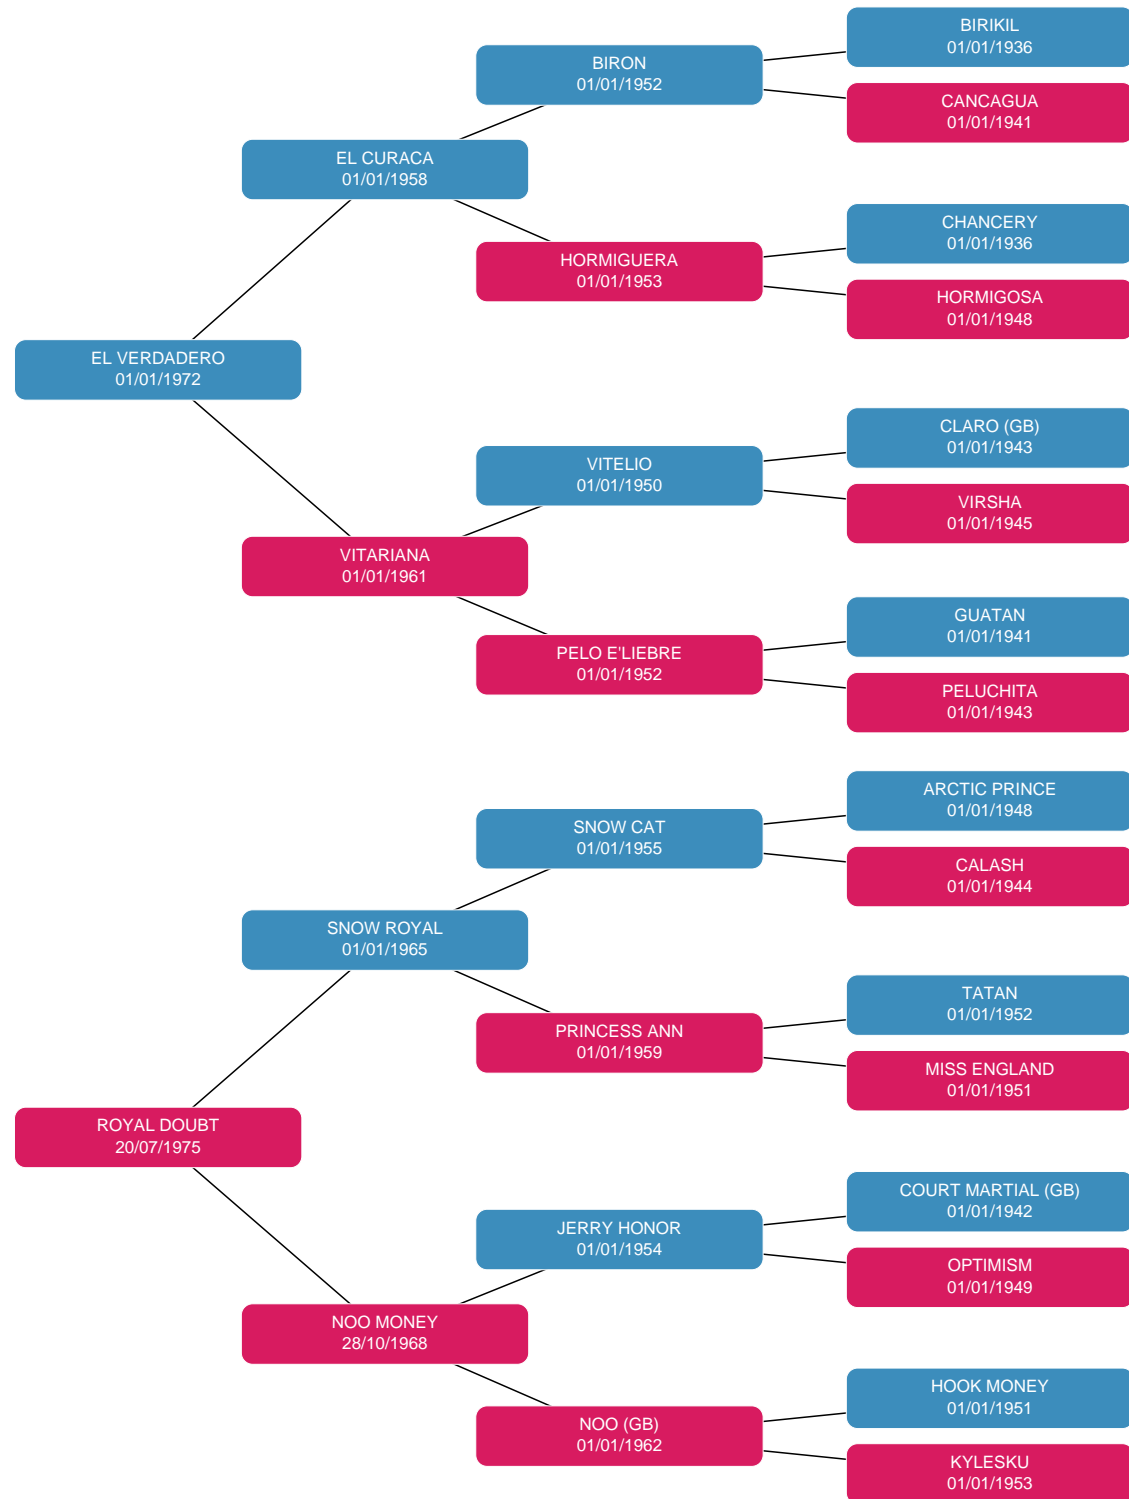 BIRIKIL
01/01/1936
BIRON
01/01/1952
CANCAGUA
01/01/1941
EL CURACA
01/01/1958
CHANCERY
01/01/1936
HORMIGUERA
01/01/1953
HORMIGOSA
01/01/1948
EL VERDADERO
01/01/1972
CLARO (GB)
01/01/1943
VITELIO
01/01/1950
VIRSHA
01/01/1945
VITARIANA
01/01/1961
GUATAN
01/01/1941
PELO E'LIEBRE
01/01/1952
PELUCHITA
01/01/1943
ARCTIC PRINCE
01/01/1948
SNOW CAT
01/01/1955
CALASH
01/01/1944
SNOW ROYAL
01/01/1965
TATAN
01/01/1952
PRINCESS ANN
01/01/1959
MISS ENGLAND
01/01/1951
ROYAL DOUBT
20/07/1975
COURT MARTIAL (GB)
01/01/1942
JERRY HONOR
01/01/1954
OPTIMISM
01/01/1949
NOO MONEY
28/10/1968
HOOK MONEY
01/01/1951
NOO (GB)
01/01/1962
KYLESKU
01/01/1953